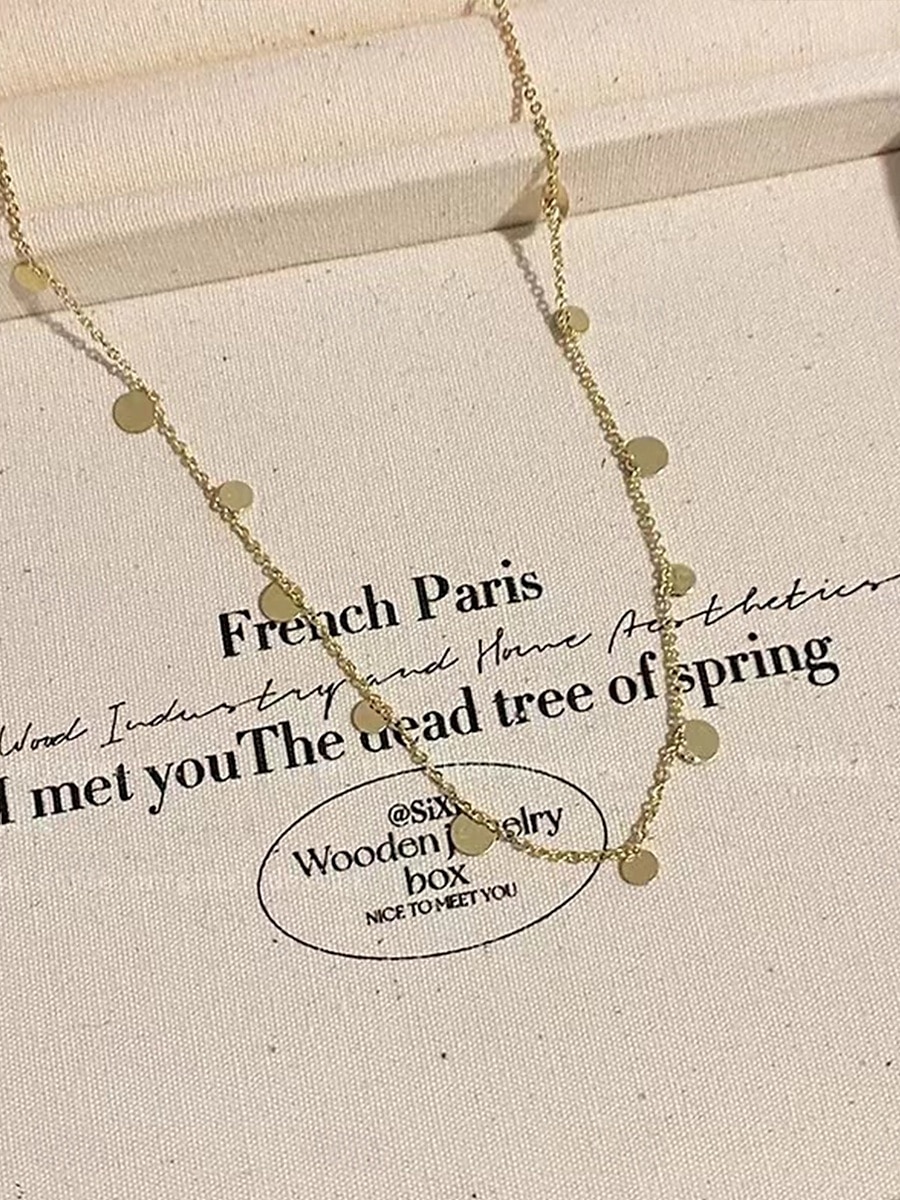 French Paris
Wood Industry and Home Aesthetics
I met youThe dead tree of spring
Wooden
box
NICE TO MEET YOU